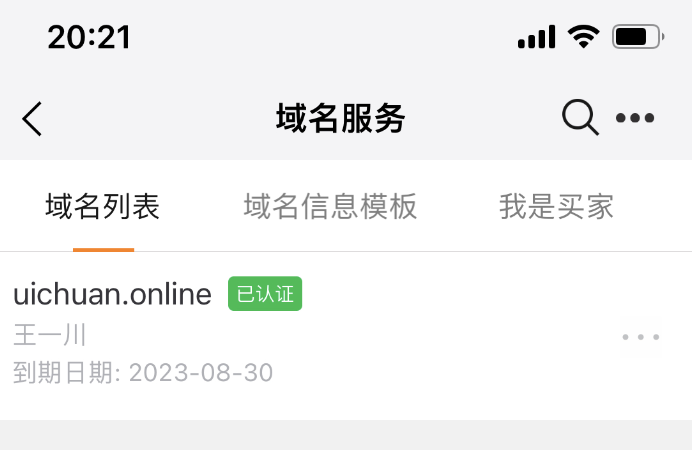 20:21
域名服务
域名列表 域名信息模板 我是买家
uichuan.online 已认证
王一川
到期日期: 2023-08-30